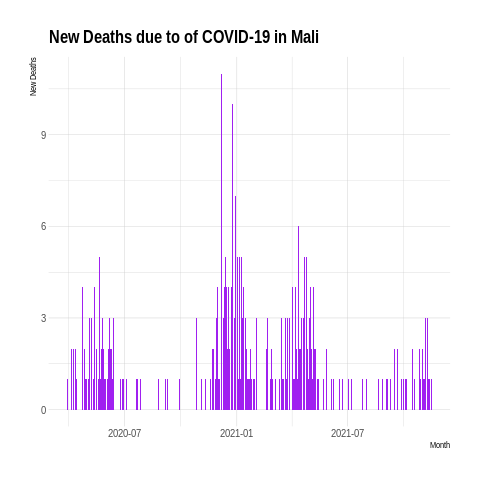 New Deaths due to of COVID-19 in Mali
New Deaths
9
6
3
0
2020-07
2021-01
2021-07
Month